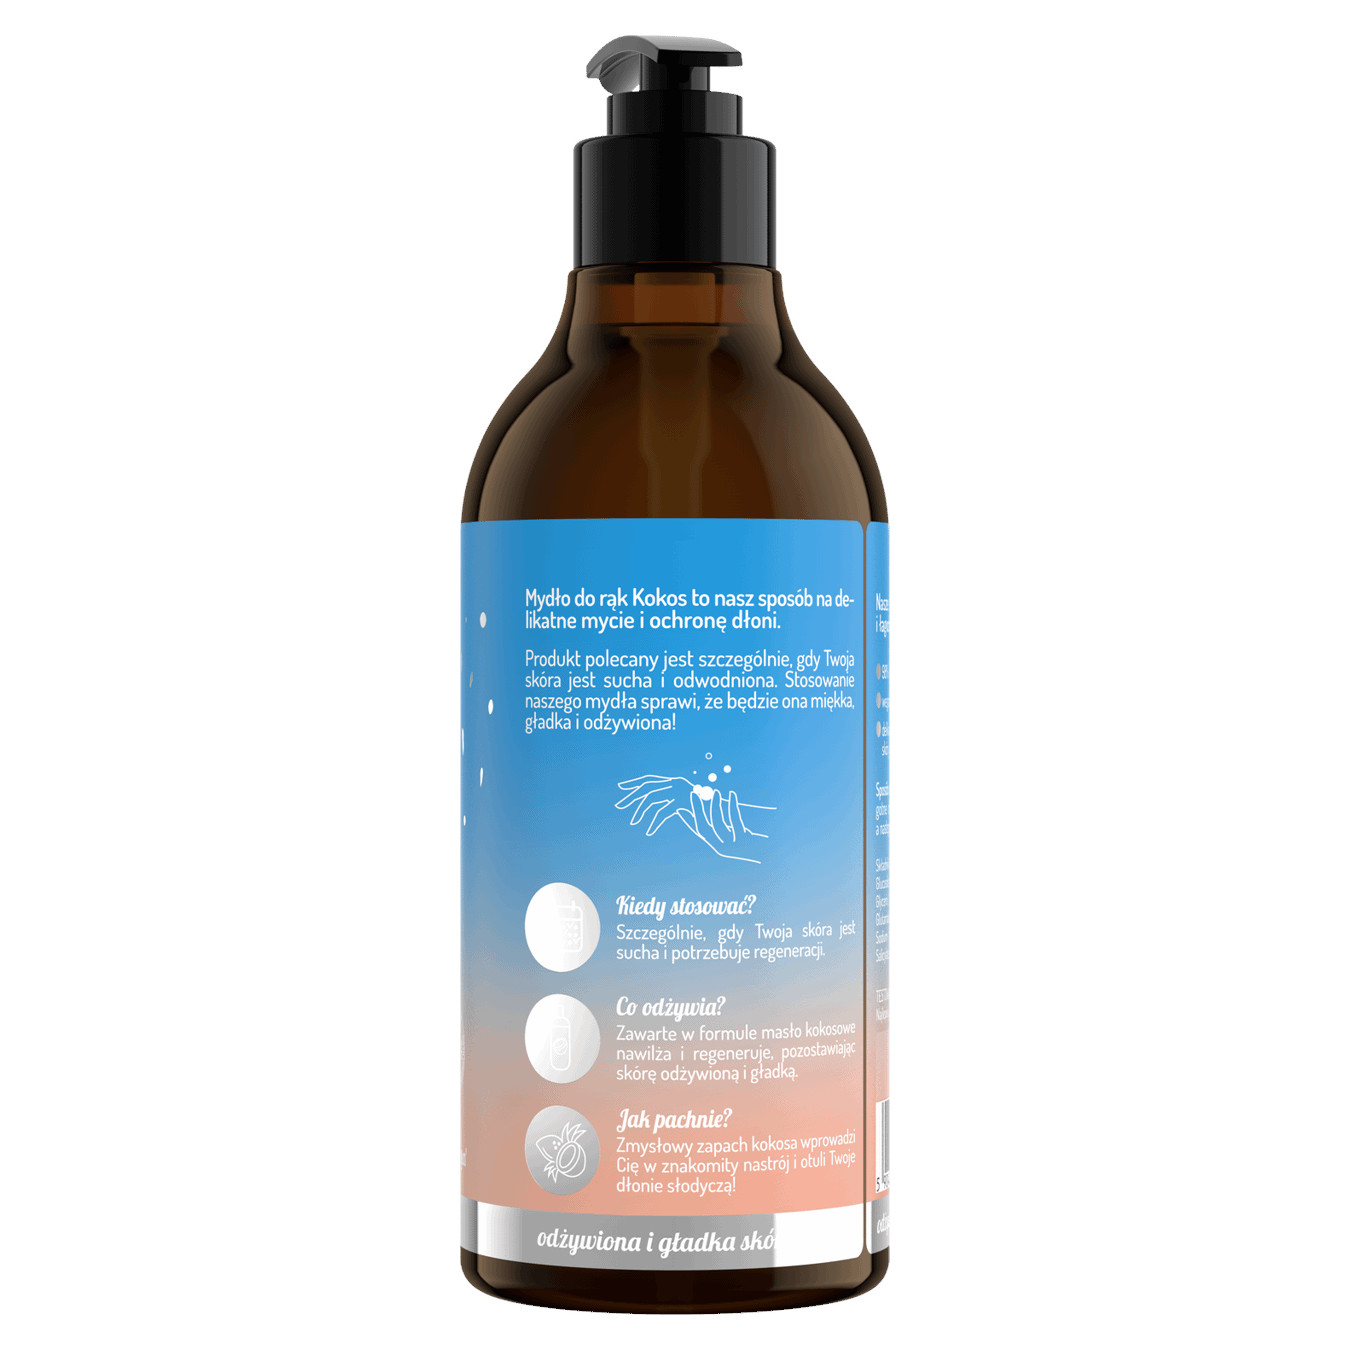 Mydło do rąk Kokos to nasz sposób na de-
likatne mycie i ochronę dłoni.
Produkt polecany jest szczególnie, gdy Twoja
skóra jest sucha i odwodniona. Stosowanie
naszego mydła sprawi, że będzie ona miękka,
gładka i odżywiona!
Kiedy stosować?
Szczególnie, gdy Twoja skóra jest
sucha i potrzebuje regeneracji.
Co odżywia?
Zawarte w formule masło kokosowe
nawilża i regeneruje, pozostawiając
skórę odżywioną i gładką.
Jak pachnie?
Zmysłowy zapach kokosa wprowadzi
Cię w znakomity nastrój i otuli Twoje
dłonie słodyczą!
odżywiona i gładka skó